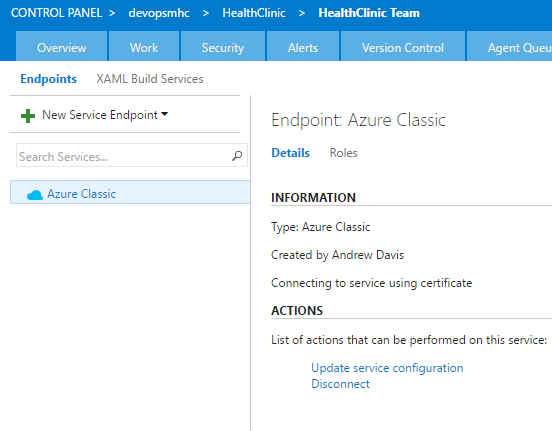 CONTROL PANEL > devopsmhc > HealthClinic > HealthClinic Team
Overview Work Security Alerts Version Control Agent Queu
Endpoints XAML Build Services
New Service Endpoint
Search Services...
Azure Classic
Endpoint: Azure Classic
Details Roles
INFORMATION
Type: Azure Classic
Created by Andrew Davis
Connecting to service using certificate
ACTIONS
List of actions that can be performed on this service:
Update service configuration
Disconnect